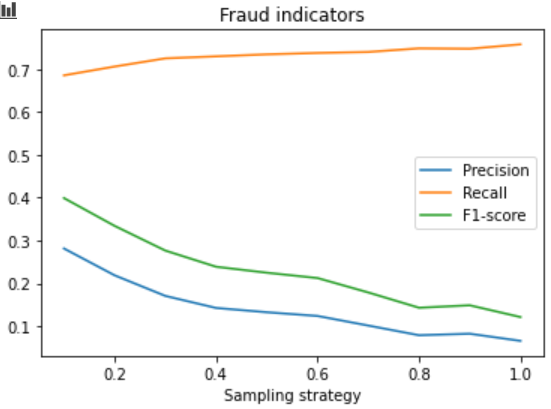 Fraud indicators
0.7
0.6
0.5
0.4
0.3
0.2
0.1
Precision
Recall
F1-score
0.2 0.4 0.6 0.8 1.0
Sampling strategy